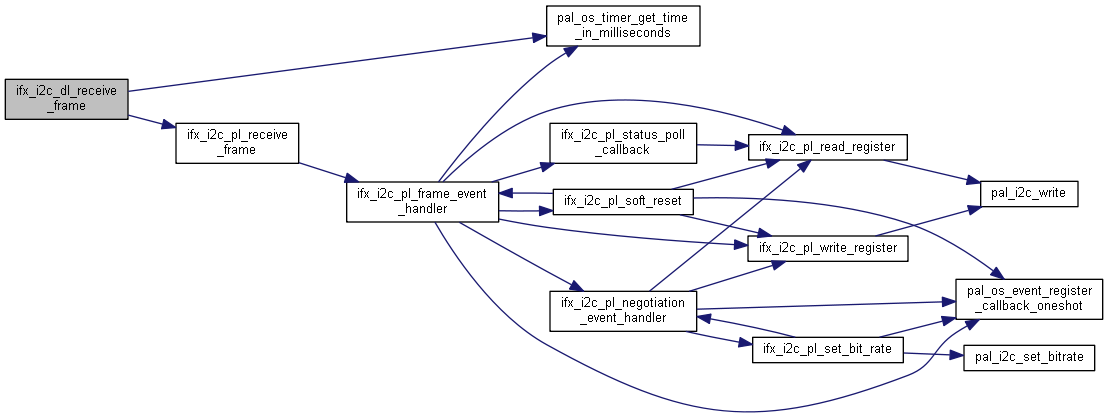 pal_os_timer_get_time
_in_milliseconds
ifx_i2c_dl_receive
_frame
ifx_i2c_pl_receive
_frame
ifx_i2c_pl_status_poll
_callback
ifx_i2c_pl_read_register
ifx_i2c_pl_frame_event
_handler
ifx_i2c_pl_soft_reset
pal_i2c_write
ifx_i2c_pl_write_register
ifx_i2c_pl_negotiation
_event_handler
pal_os_event_register
_callback_oneshot
ifx_i2c_pl_set_bit_rate
pal_i2c_set_bitrate